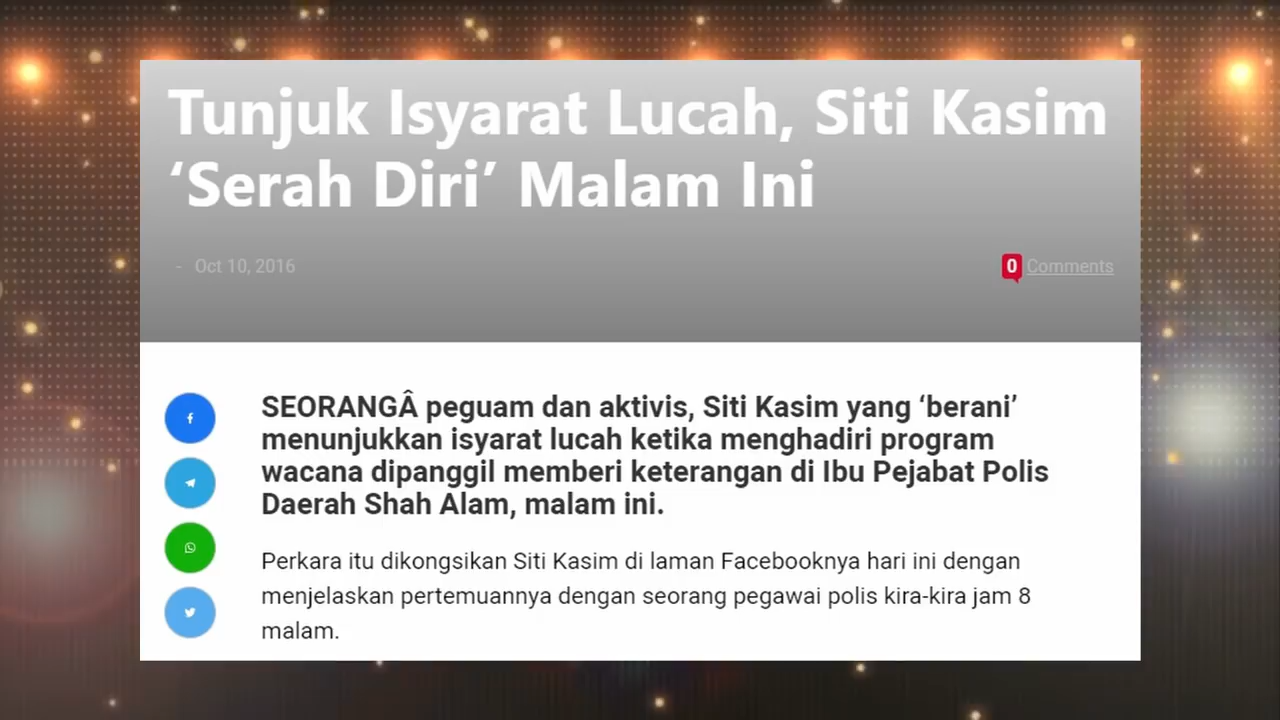 Tunjuk Isyarat Lucah, Siti Kasim
‘Serah Diri’ Malam Ini
- Oct 10, 2016
0 Comments
SEORANGÂ peguam dan aktivis, Siti Kasim yang ‘berani’
menunjukkan isyarat lucah ketika menghadiri program
wacana dipanggil memberi keterangan di Ibu Pejabat Polis
Daerah Shah Alam, malam ini.
Perkara itu dikongsikan Siti Kasim di laman Facebooknya hari ini dengan
menjelaskan pertemuannya dengan seorang pegawai polis kira-kira jam 8
malam.